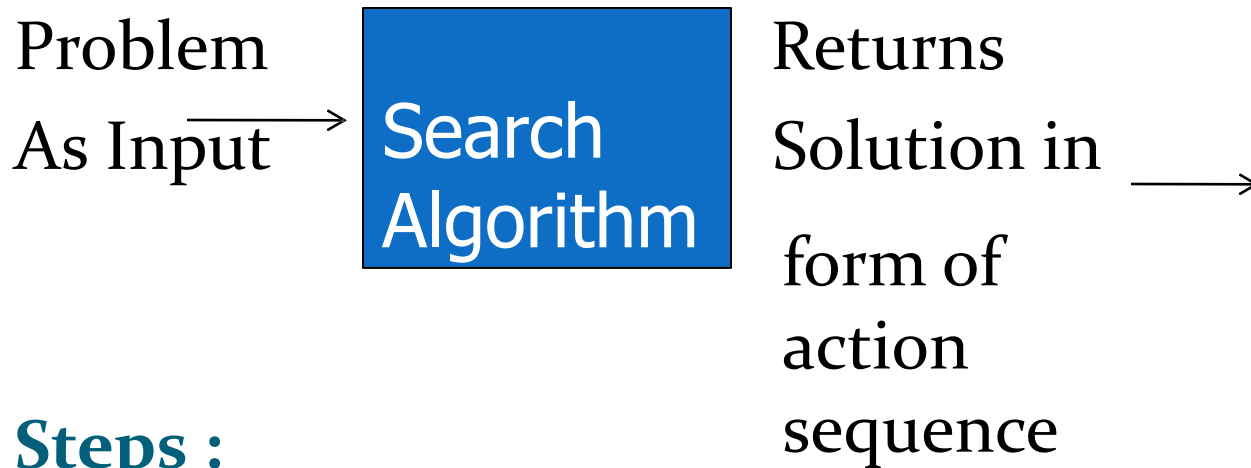 Problem
As Input
Search
Algorithm
Returns
Solution in
form of
action
sequence
Steps :